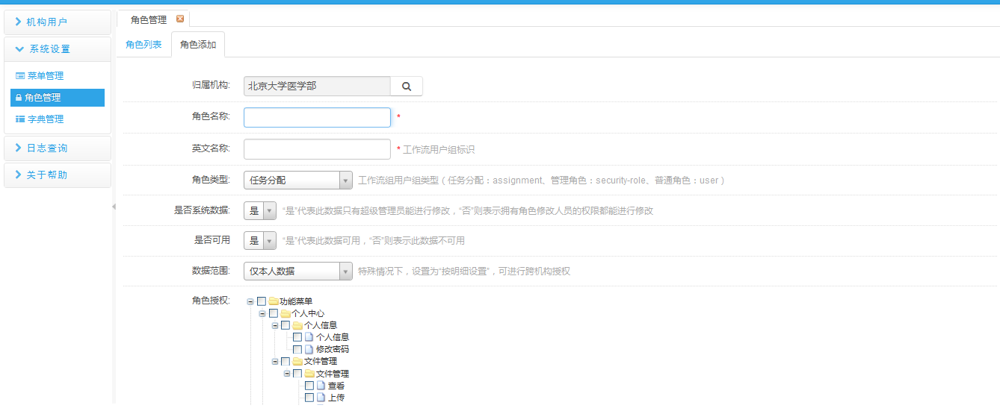 机构用户
系统设置
菜单管理
角色管理
字典管理
日志查询
关于帮助
角色管理
角色列表 角色添加
归属机构: 北京大学医学部
角色名称: *
英文名称: * 工作流用户组标识
角色类型: 任务分配 工作流组用户组类型（任务分配：assignment、管理角色：security-role、普通角色：user）
是否系统数据: 是 “是”代表此数据只有超级管理员能进行修改，“否”则表示拥有角色修改人员的权限都能进行修改
是否可用 是 “是”代表此数据可用，“否”则表示此数据不可用
数据范围: 仅本人数据 特殊情况下，设置为“按明细设置”，可进行跨机构授权
角色授权: 功能菜单
个人中心
个人信息
个人信息
修改密码
文件管理
文件管理
查看
上传